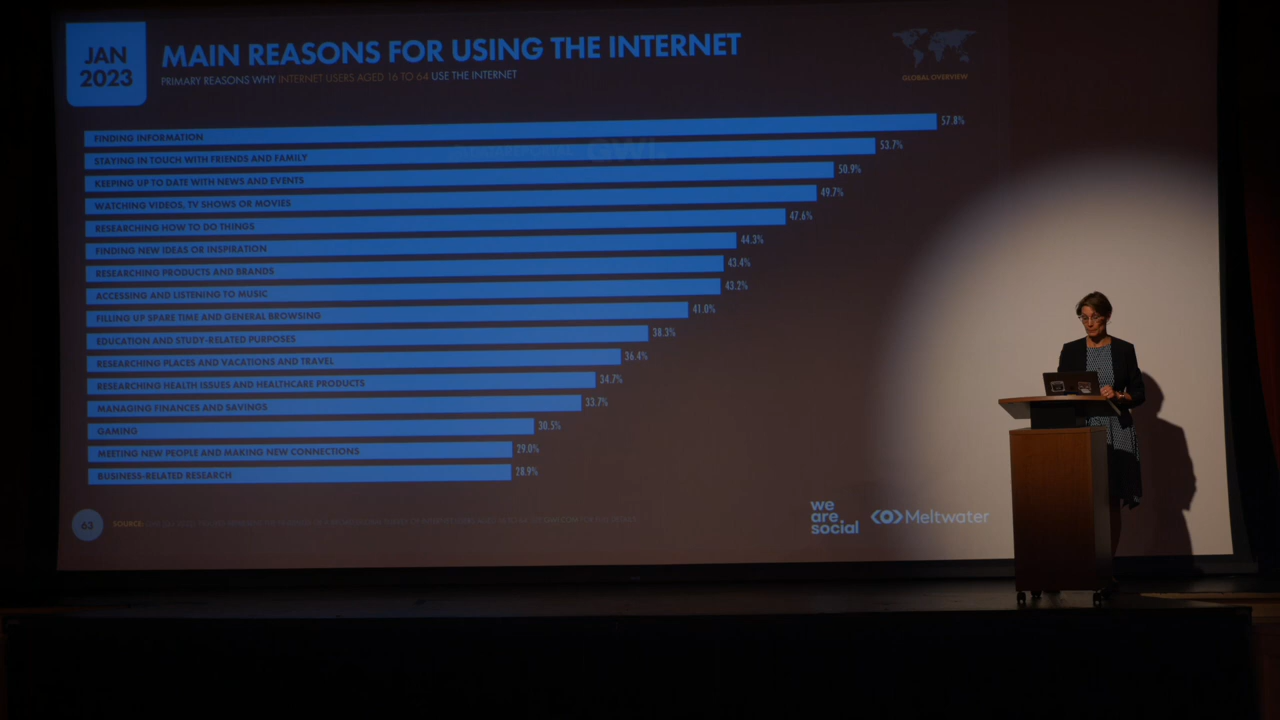 JAN
2023
MAIN REASONS FOR USING THE INTERNET
PRIMARY REASONS WHY INTERNET USERS AGED 16 TO 64 USE THE INTERNET
GLOBAL OVERVIEW
FINDING INFORMATION 57.8%
STAYING IN TOUCH WITH FRIENDS AND FAMILY 53.7%
KEEPING UP TO DATE WITH NEWS AND EVENTS 50.9%
WATCHING VIDEOS, TV SHOWS OR MOVIES 49.7%
RESEARCHING HOW TO DO THINGS 47.6%
FINDING NEW IDEAS OR INSPIRATION 44.3%
RESEARCHING PRODUCTS AND BRANDS 43.4%
ACCESSING AND LISTENING TO MUSIC 43.2%
FILLING UP SPARE TIME AND GENERAL BROWSING 41.0%
EDUCATION AND STUDY-RELATED PURPOSES 38.3%
RESEARCHING PLACES AND VACATIONS AND TRAVEL 36.4%
RESEARCHING HEALTH ISSUES AND HEALTHCARE PRODUCTS 34.7%
MANAGING FINANCES AND SAVINGS 33.7%
GAMING 30.5%
MEETING NEW PEOPLE AND MAKING NEW CONNECTIONS 29.0%
BUSINESS-RELATED RESEARCH 28.9%
GWI.
63
SOURCE:
we
are.
social
Meltwater